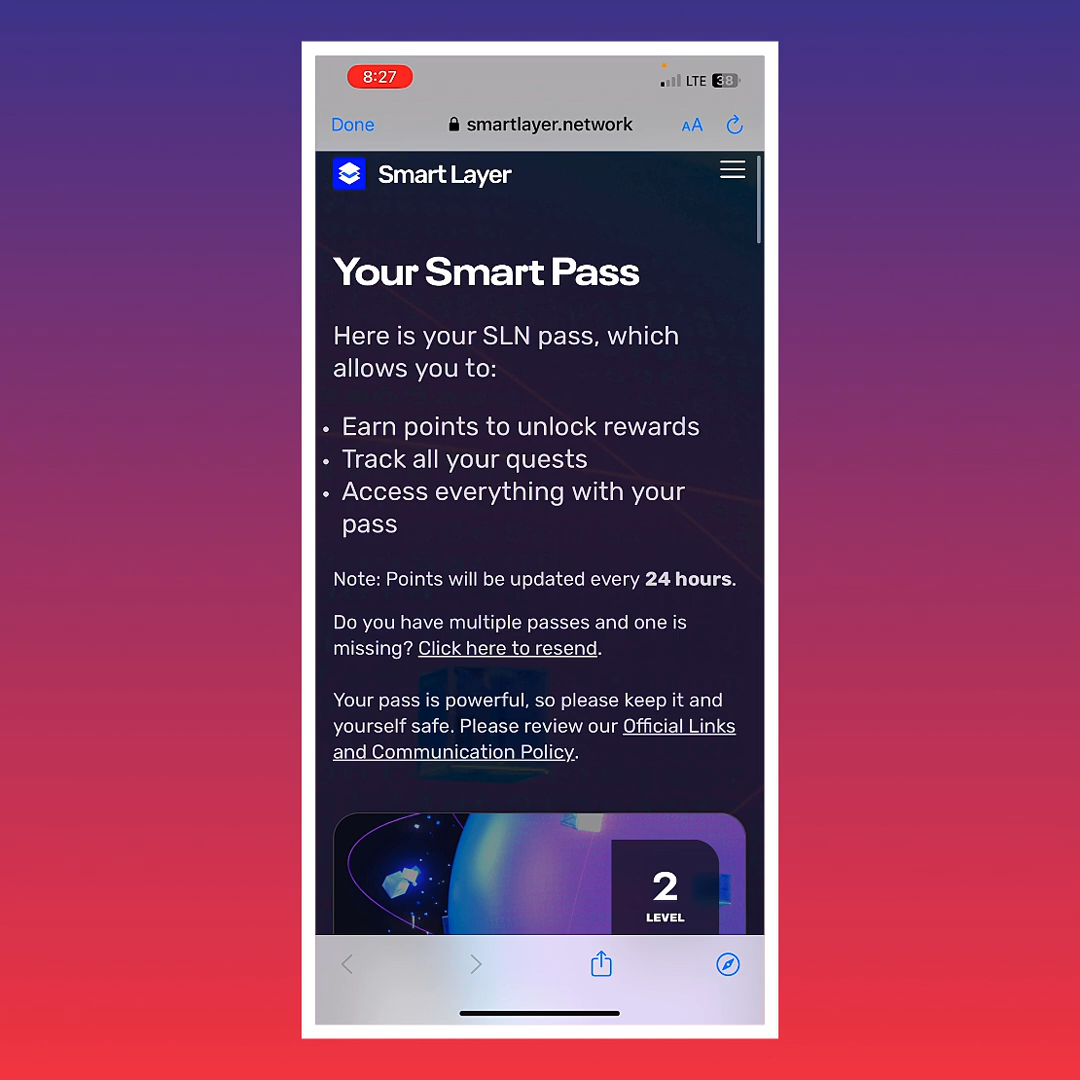 8:27
LTE 38
Done
smartlayer.network
AA
Smart Layer
Your Smart Pass
Here is your SLN pass, which
allows you to:
• Earn points to unlock rewards
• Track all your quests
• Access everything with your
pass
Note: Points will be updated every 24 hours.
Do you have multiple passes and one is
missing? Click here to resend.
Your pass is powerful, so please keep it and
yourself safe. Please review our Official Links
and Communication Policy.
2
LEVEL